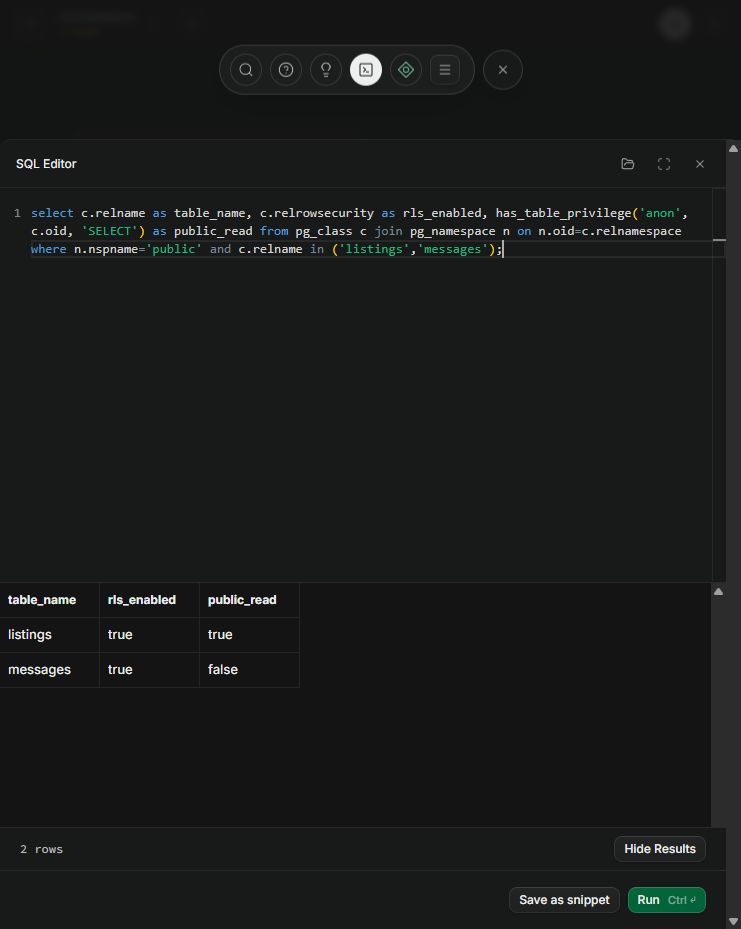 SQL Editor
1 select c.relname as table_name, c.relrowsecurity as rls_enabled, has_table_privilege('anon',
c.oid, 'SELECT') as public_read from pg_class c join pg_namespace n on n.oid=c.relnamespace
where n.nspname='public' and c.relname in ('listings','messages');
table_name rls_enabled public_read
listings true true
messages true false
2 rows
Hide Results
Save as snippet
Run Ctrl ↵